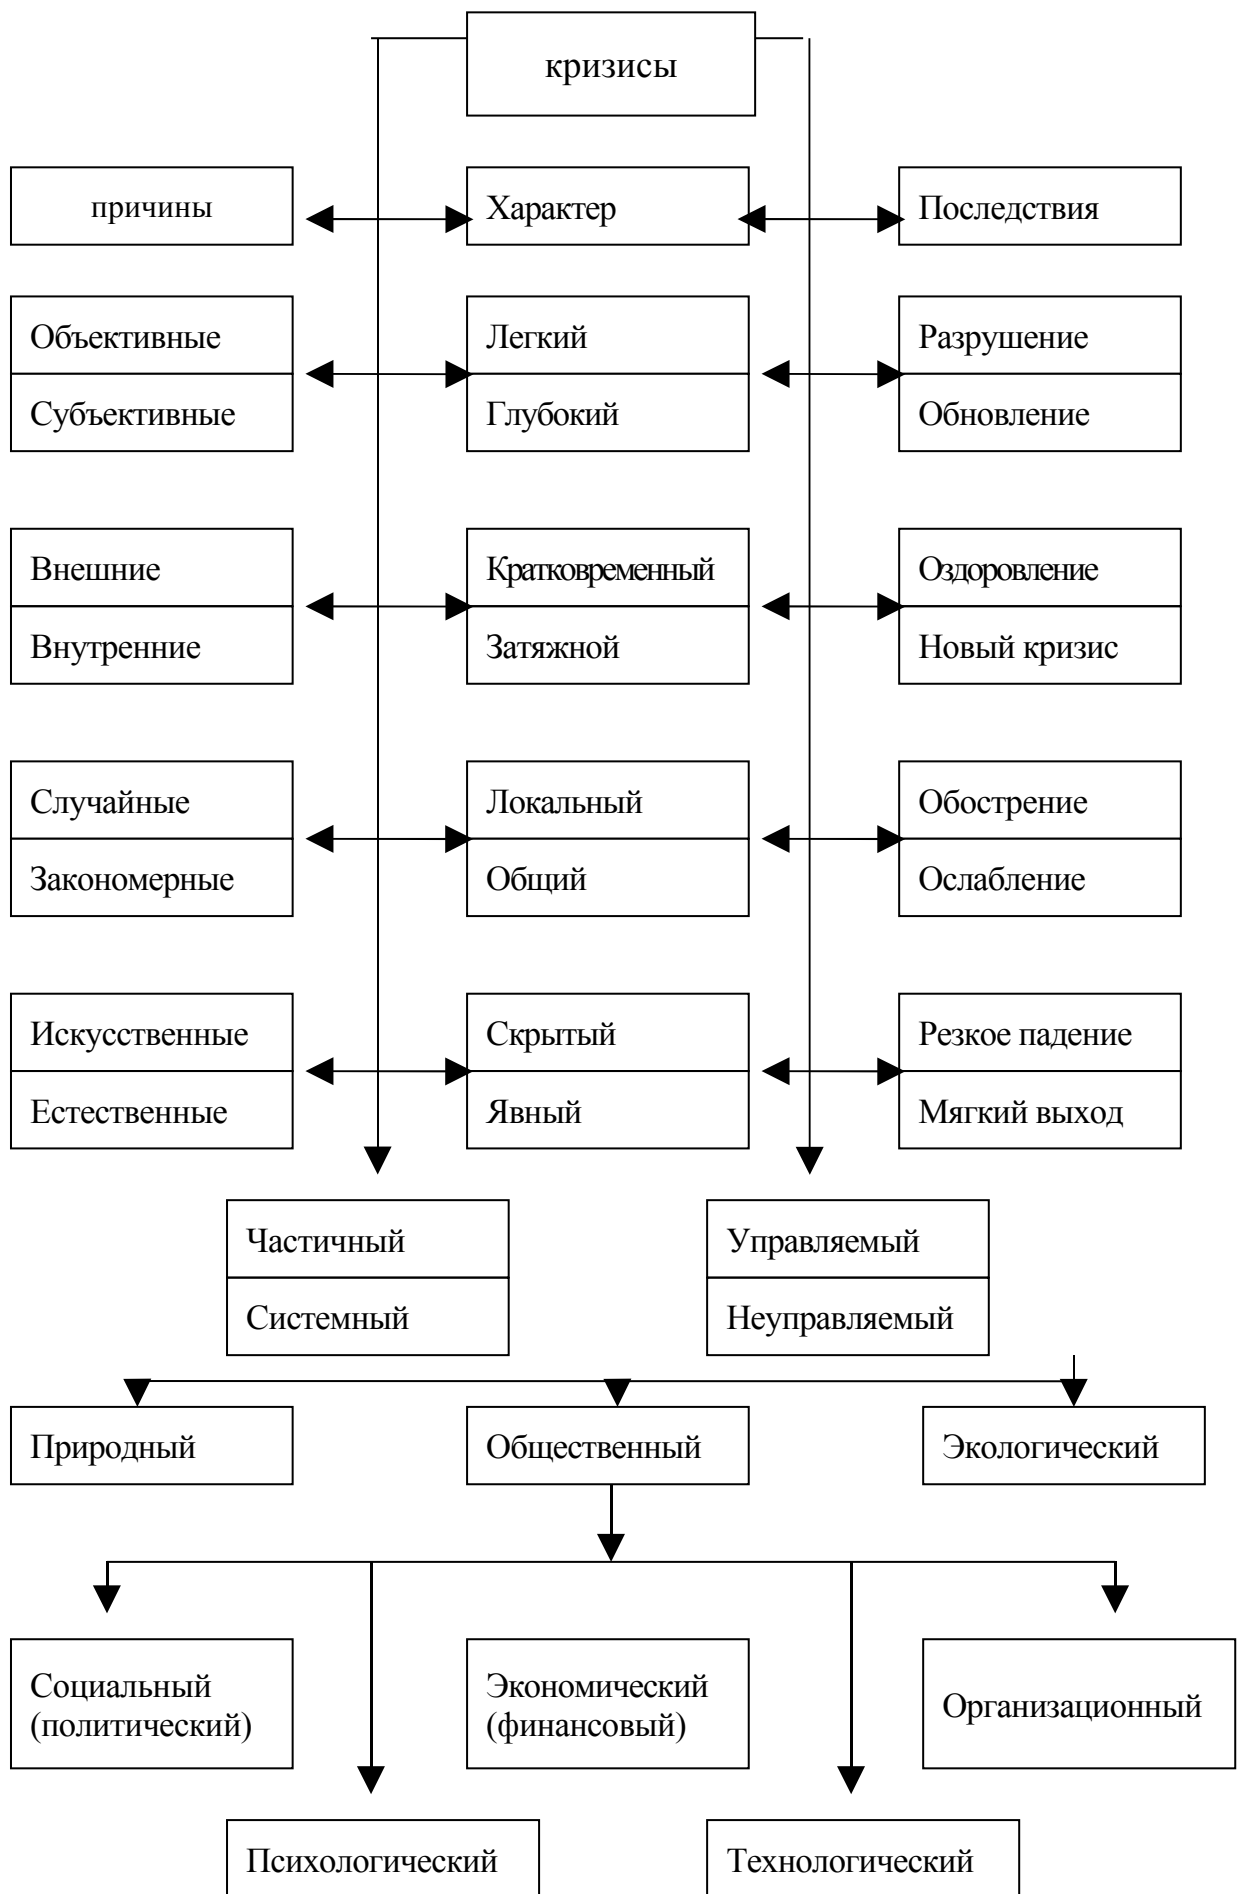 кризисы
причины
Характер
Последствия
Объективные
Легкий
Разрушение
Субъективные
Глубокий
Обновление
Внешние
Кратковременный
Оздоровление
Внутренние
Затяжной
Новый кризис
Случайные
Локальный
Обострение
Закономерные
Общий
Ослабление
Искусственные
Скрытый
Резкое падение
Естественные
Явный
Мягкий выход
Частичный
Управляемый
Системный
Неуправляемый
Природный
Общественный
Экологический
Социальный
(политический)
Экономический
(финансовый)
Организационный
Психологический
Технологический